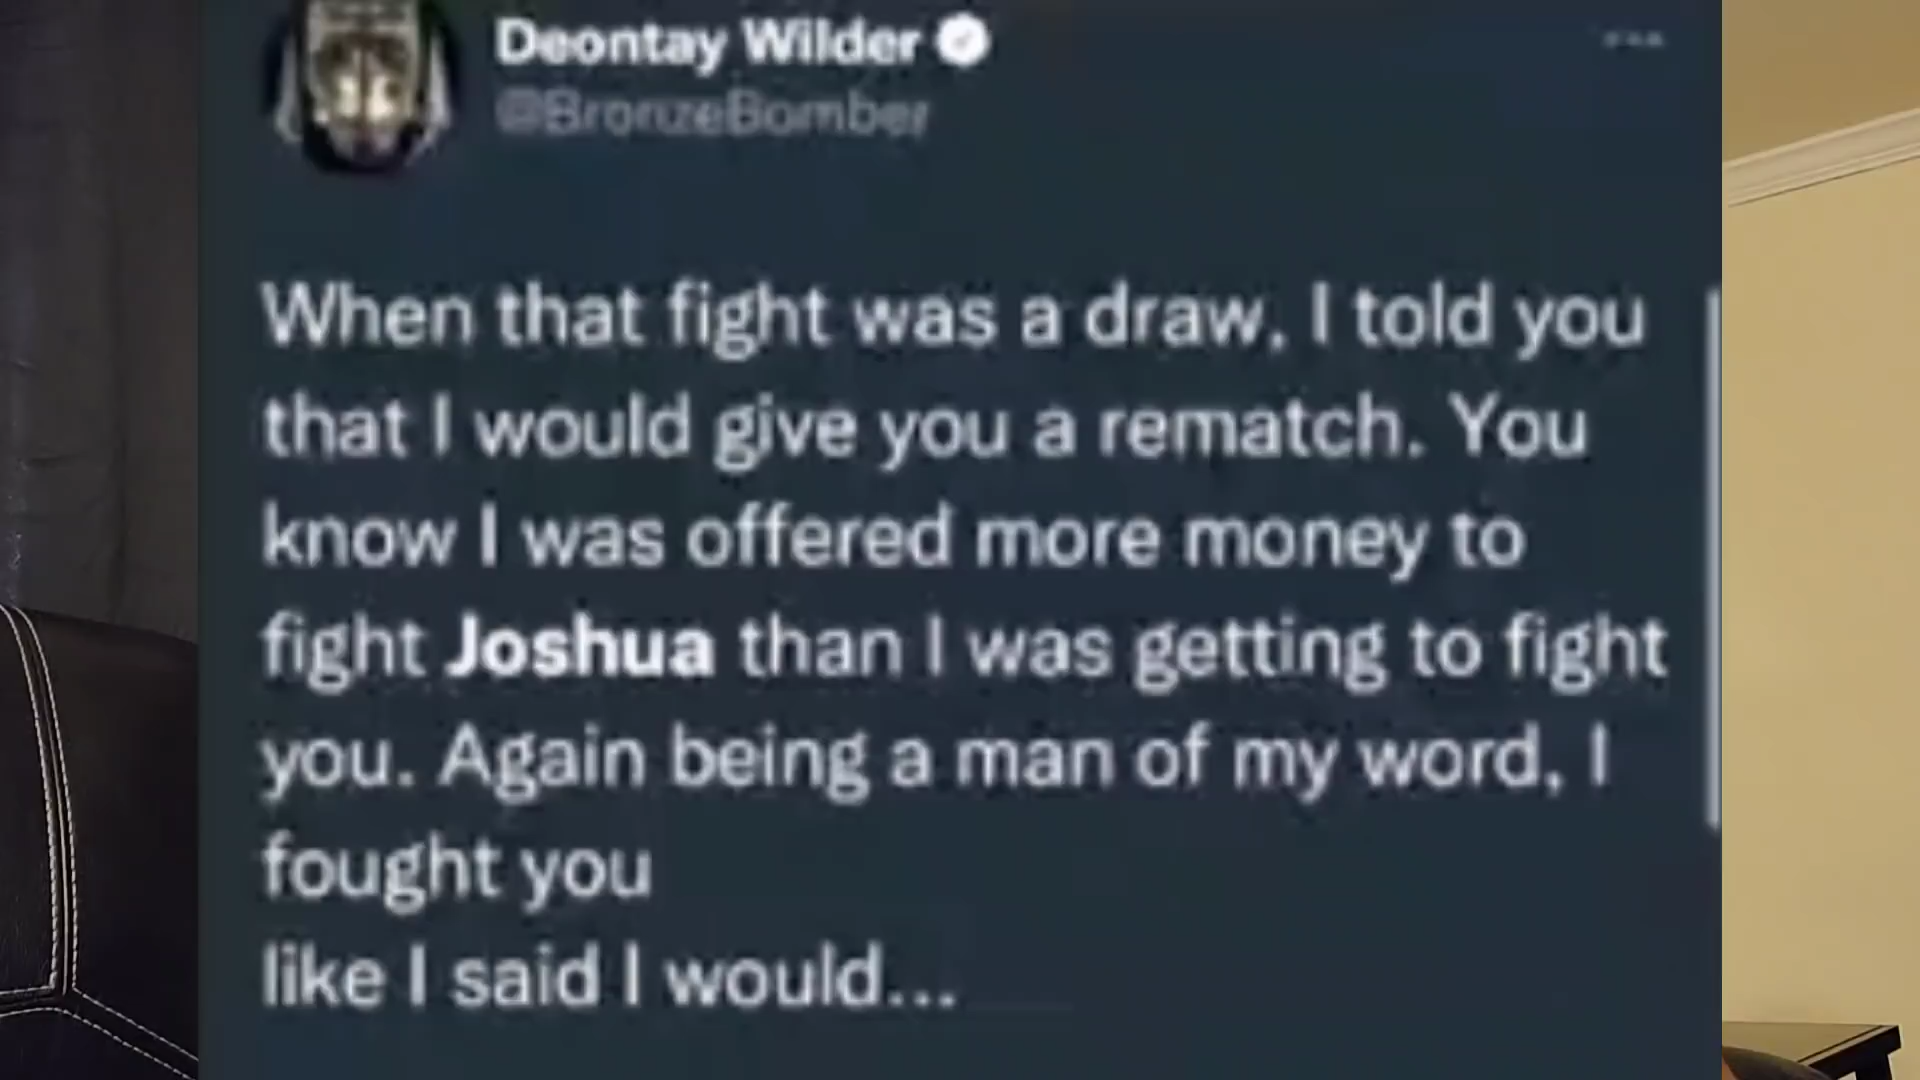 Deontay Wilder
@BronzeBomber
When that fight was a draw, I told you
that I would give you a rematch. You
know I was offered more money to
fight Joshua than I was getting to fight
you. Again being a man of my word, I
fought you
like I said I would...